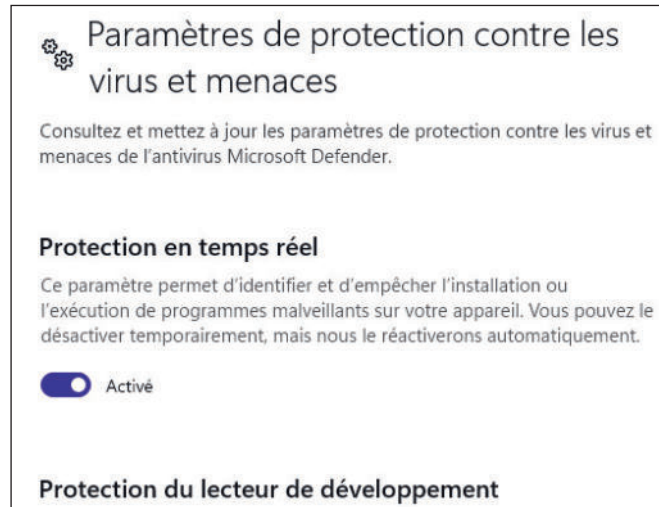 Paramètres de protection contre les
virus et menaces
Consultez et mettez à jour les paramètres de protection contre les virus et
menaces de l'antivirus Microsoft Defender.
Protection en temps réel
Ce paramètre permet d'identifier et d'empêcher l'installation ou
l'exécution de programmes malveillants sur votre appareil. Vous pouvez le
désactiver temporairement, mais nous le réactiverons automatiquement.
Activé
Protection du lecteur de développement